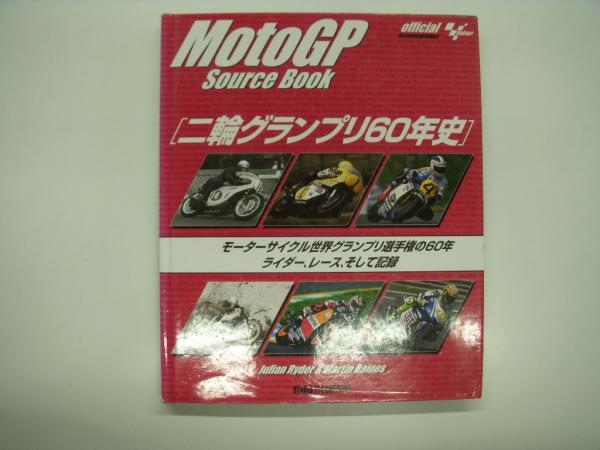 MotoGP
official
Source Book
[二輪グランプリ60年史]
モーターサイクル世界グランプリ選手権の60年
ライダー、レース、そして記録
Julian Ryder & Martin Raines